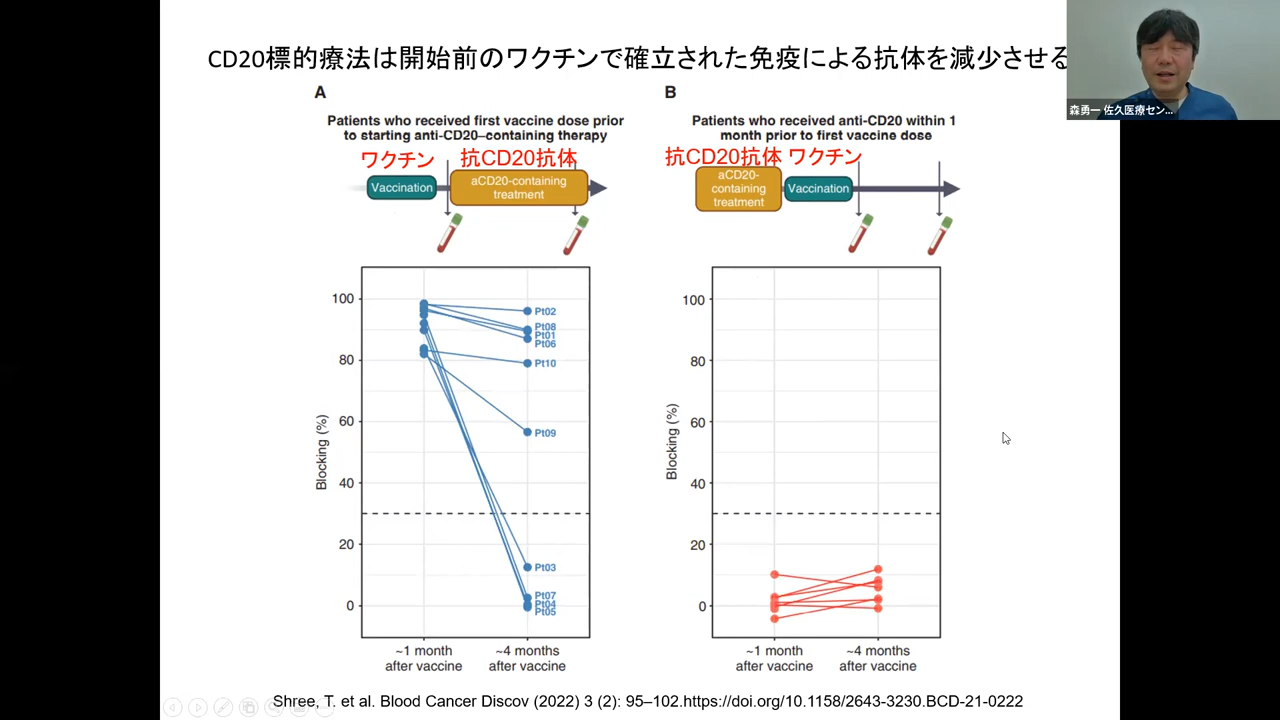 CD20標的療法は開始前のワクチンで確立された免疫による抗体を減少させる
森勇一 佐久医療セン...
A
Patients who received first vaccine dose prior
to starting anti-CD20–containing therapy
ワクチン 抗CD20抗体
Vaccination
aCD20-containing
treatment
100
80
60
40
20
0
Blocking (%)
Pt02
Pt08
Pt01
Pt06
Pt10
Pt09
Pt03
Pt07
Pt04
Pt05
~1 month
after vaccine
~4 months
after vaccine
B
Patients who received anti-CD20 within 1
month prior to first vaccine dose
抗CD20抗体 ワクチン
aCD20-
containing
treatment
Vaccination
100
80
60
40
20
0
Blocking (%)
~1 month
after vaccine
~4 months
after vaccine
Shree, T. et al. Blood Cancer Discov (2022) 3 (2): 95–102.https://doi.org/10.1158/2643-3230.BCD-21-0222